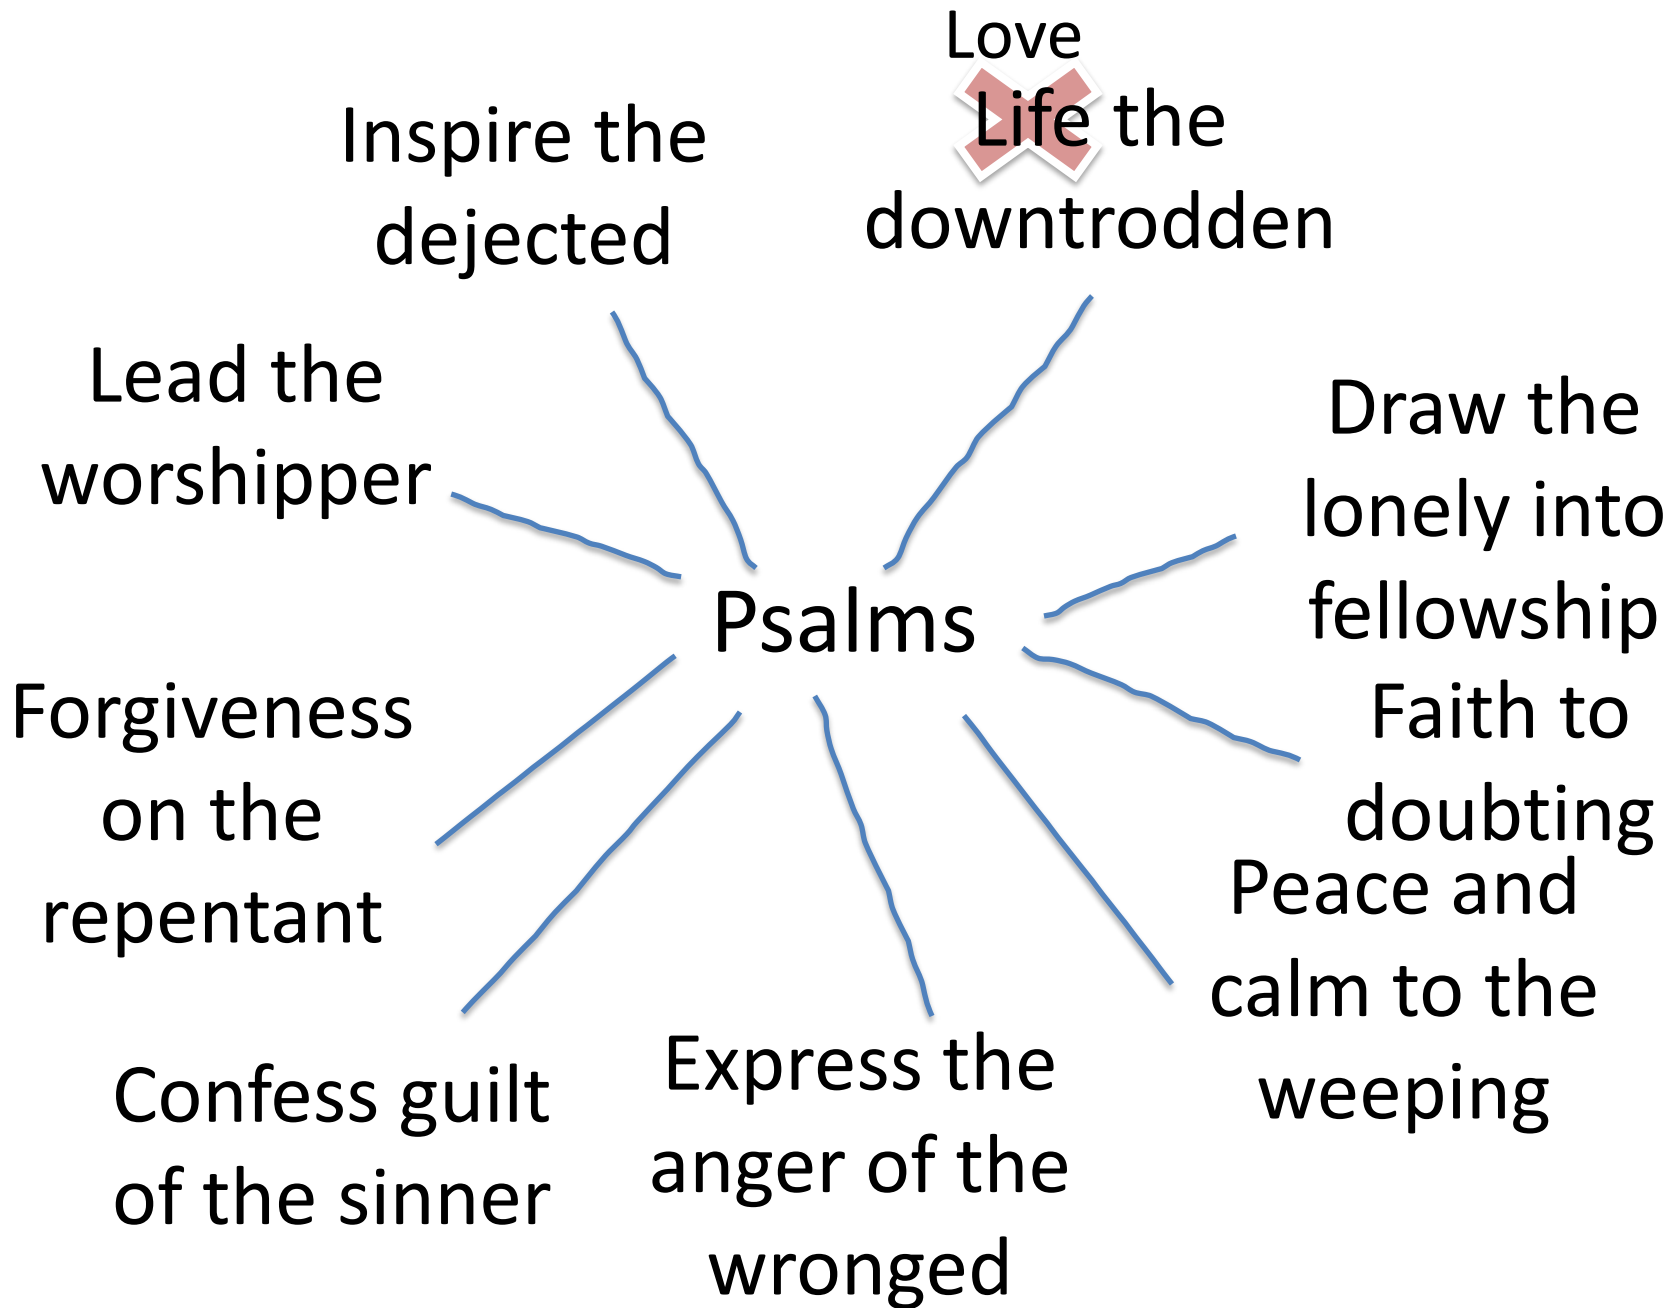 Love
Life the
downtrodden
Inspire the
dejected
Lead the
worshipper
Draw the
lonely into
fellowship
Psalms
Forgiveness
on the
repentant
Faith to
doubting
Peace and
calm to the
weeping
Confess guilt
of the sinner
Express the
anger of the
wronged